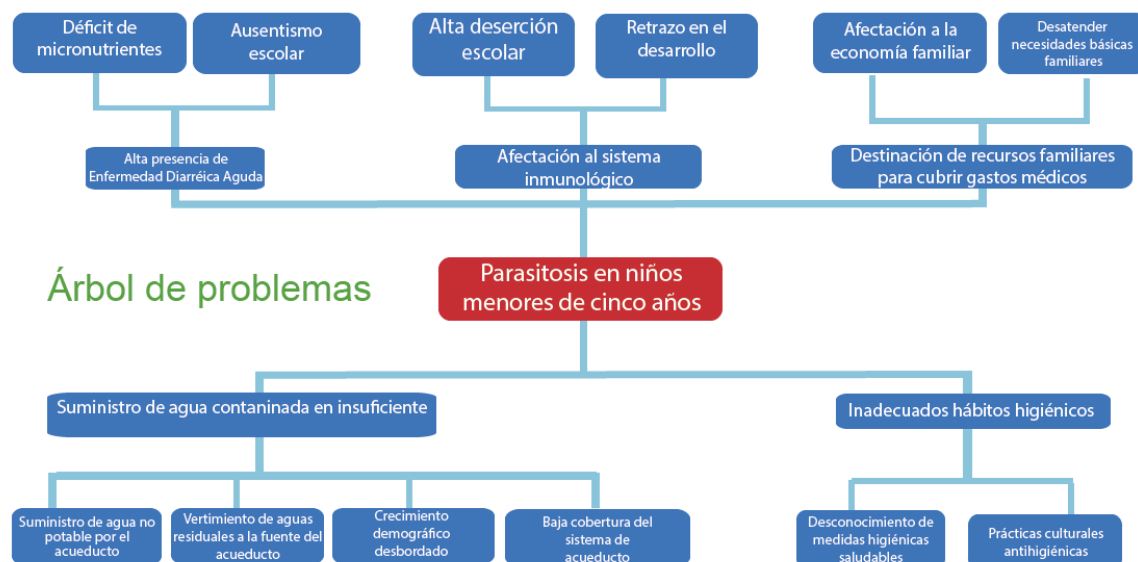 Déficit de
micronutrientes
Ausentismo
escolar
Alta deserción
escolar
Retrazo en el
desarrollo
Afectación a la
economía familiar
Desatender
necesidades básicas
familiares
Alta presencia de
Enfermedad Diarréica Aguda
Afectación al sistema
inmunológico
Destinación de recursos familiares
para cubrir gastos médicos
Árbol de problemas
Parasitosis en niños
menores de cinco años
Suministro de agua contaninada en insuficiente
Inadecuados hábitos higiénicos
Suministro de agua no
potable por el
acueducto
Vertimiento de aguas
residuales a la fuente del
acueducto
Crecimiento
demográfico
desbordado
Baja cobertura del
sistema de
acueducto
Desconocimiento de
medidas higiénicas
saludables
Prácticas culturales
antihigiénicas